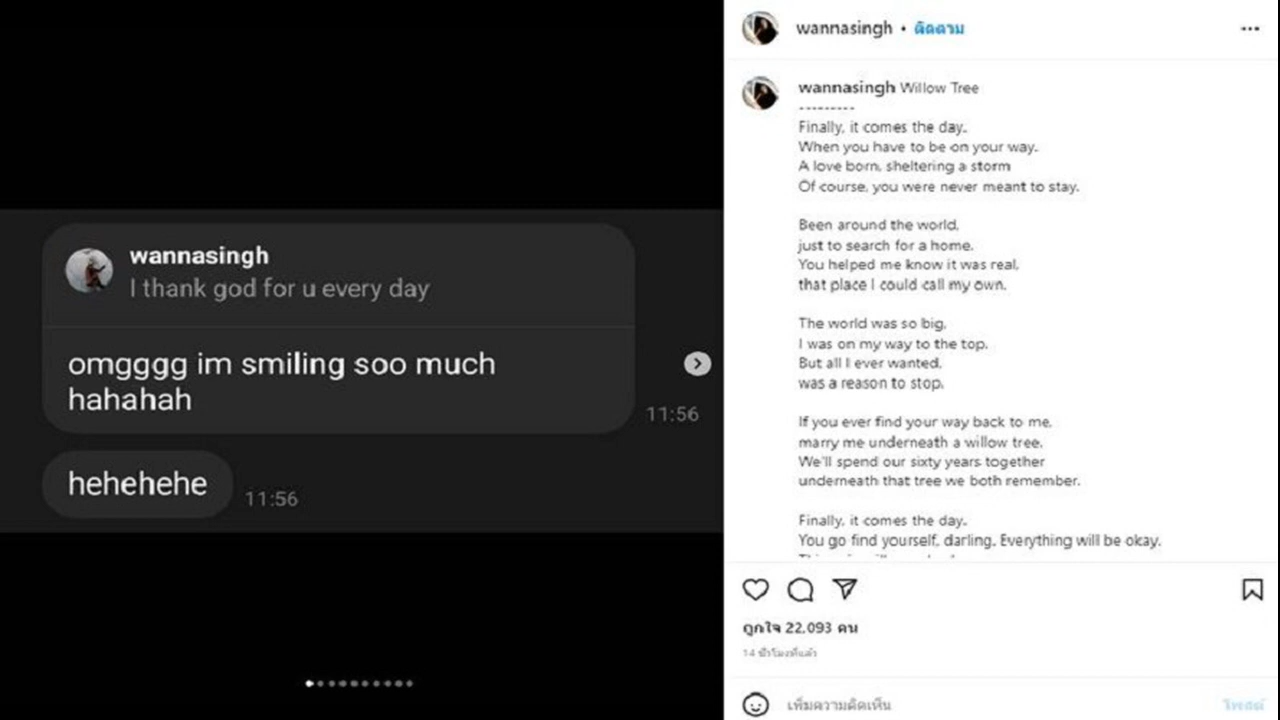 wannasingh
I thank god for u every day
omgggg im smiling soo much
hahahah
11:56
hehehehe
11:56
wannasingh • ติดตาม
wannasingh Willow Tree
---------
Finally, it comes the day.
When you have to be on your way.
A love born, sheltering a storm
Of course, you were never meant to stay.
Been around the world,
just to search for a home.
You helped me know it was real,
that place I could call my own.
The world was so big,
I was on my way to the top.
But all I ever wanted,
was a reason to stop.
If you ever find your way back to me,
marry me underneath a willow tree.
We'll spend our sixty years together
underneath that tree we both remember.
Finally, it comes the day.
You go find yourself, darling. Everything will be okay.
ถูกใจ 22,093 คน
14 ชั่วโมงที่แล้ว
เพิ่มความคิดเห็น
โพสต์